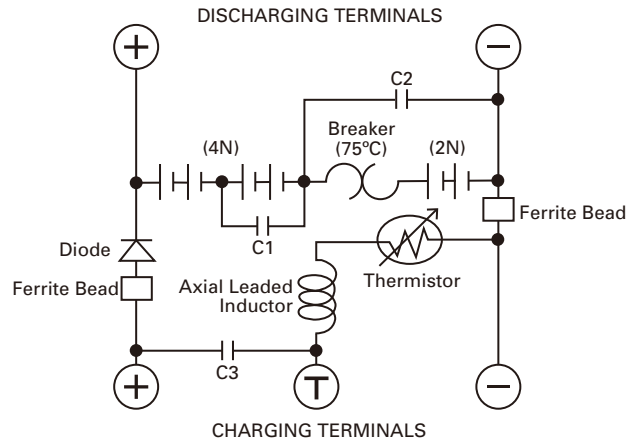 DISCHARGING TERMINALS
+
−
C2
Breaker
(75°C)
(4N)
(2N)
C1
Ferrite Bead
Diode
Thermistor
Ferrite Bead
Axial Leaded
Inductor
C3
+
T
−
CHARGING TERMINALS